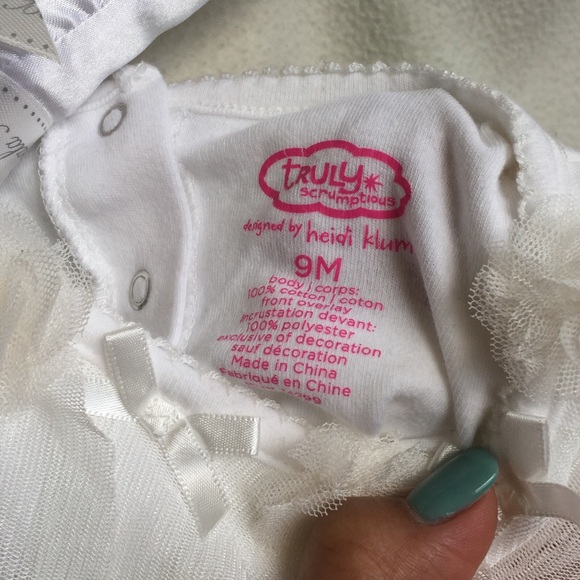 truly
scrumptious
designed by heidi klum
9M
body / corps:
100% cotton / coton
front overlay
incrustation devant:
100% polyester
exclusive of decoration
sauf décoration
Made in China
Fabriqué en Chine